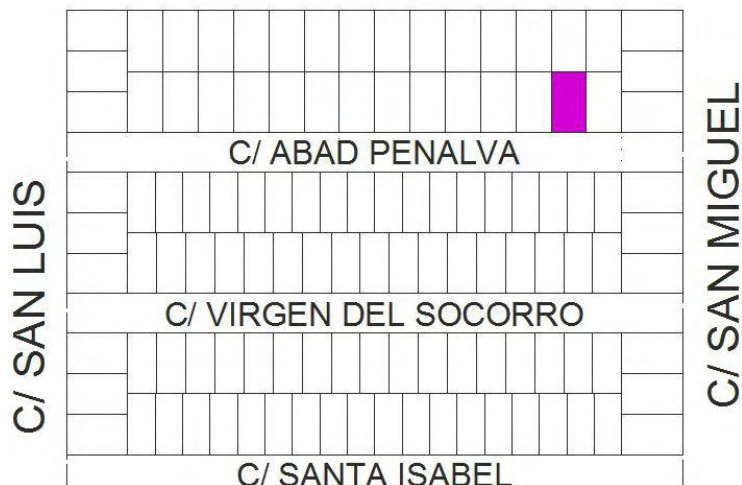 C/ ABAD PENALVA
C/ SAN LUIS
C/ SAN MIGUEL
C/ VIRGEN DEL SOCORRO
C/ SANTA ISABEL